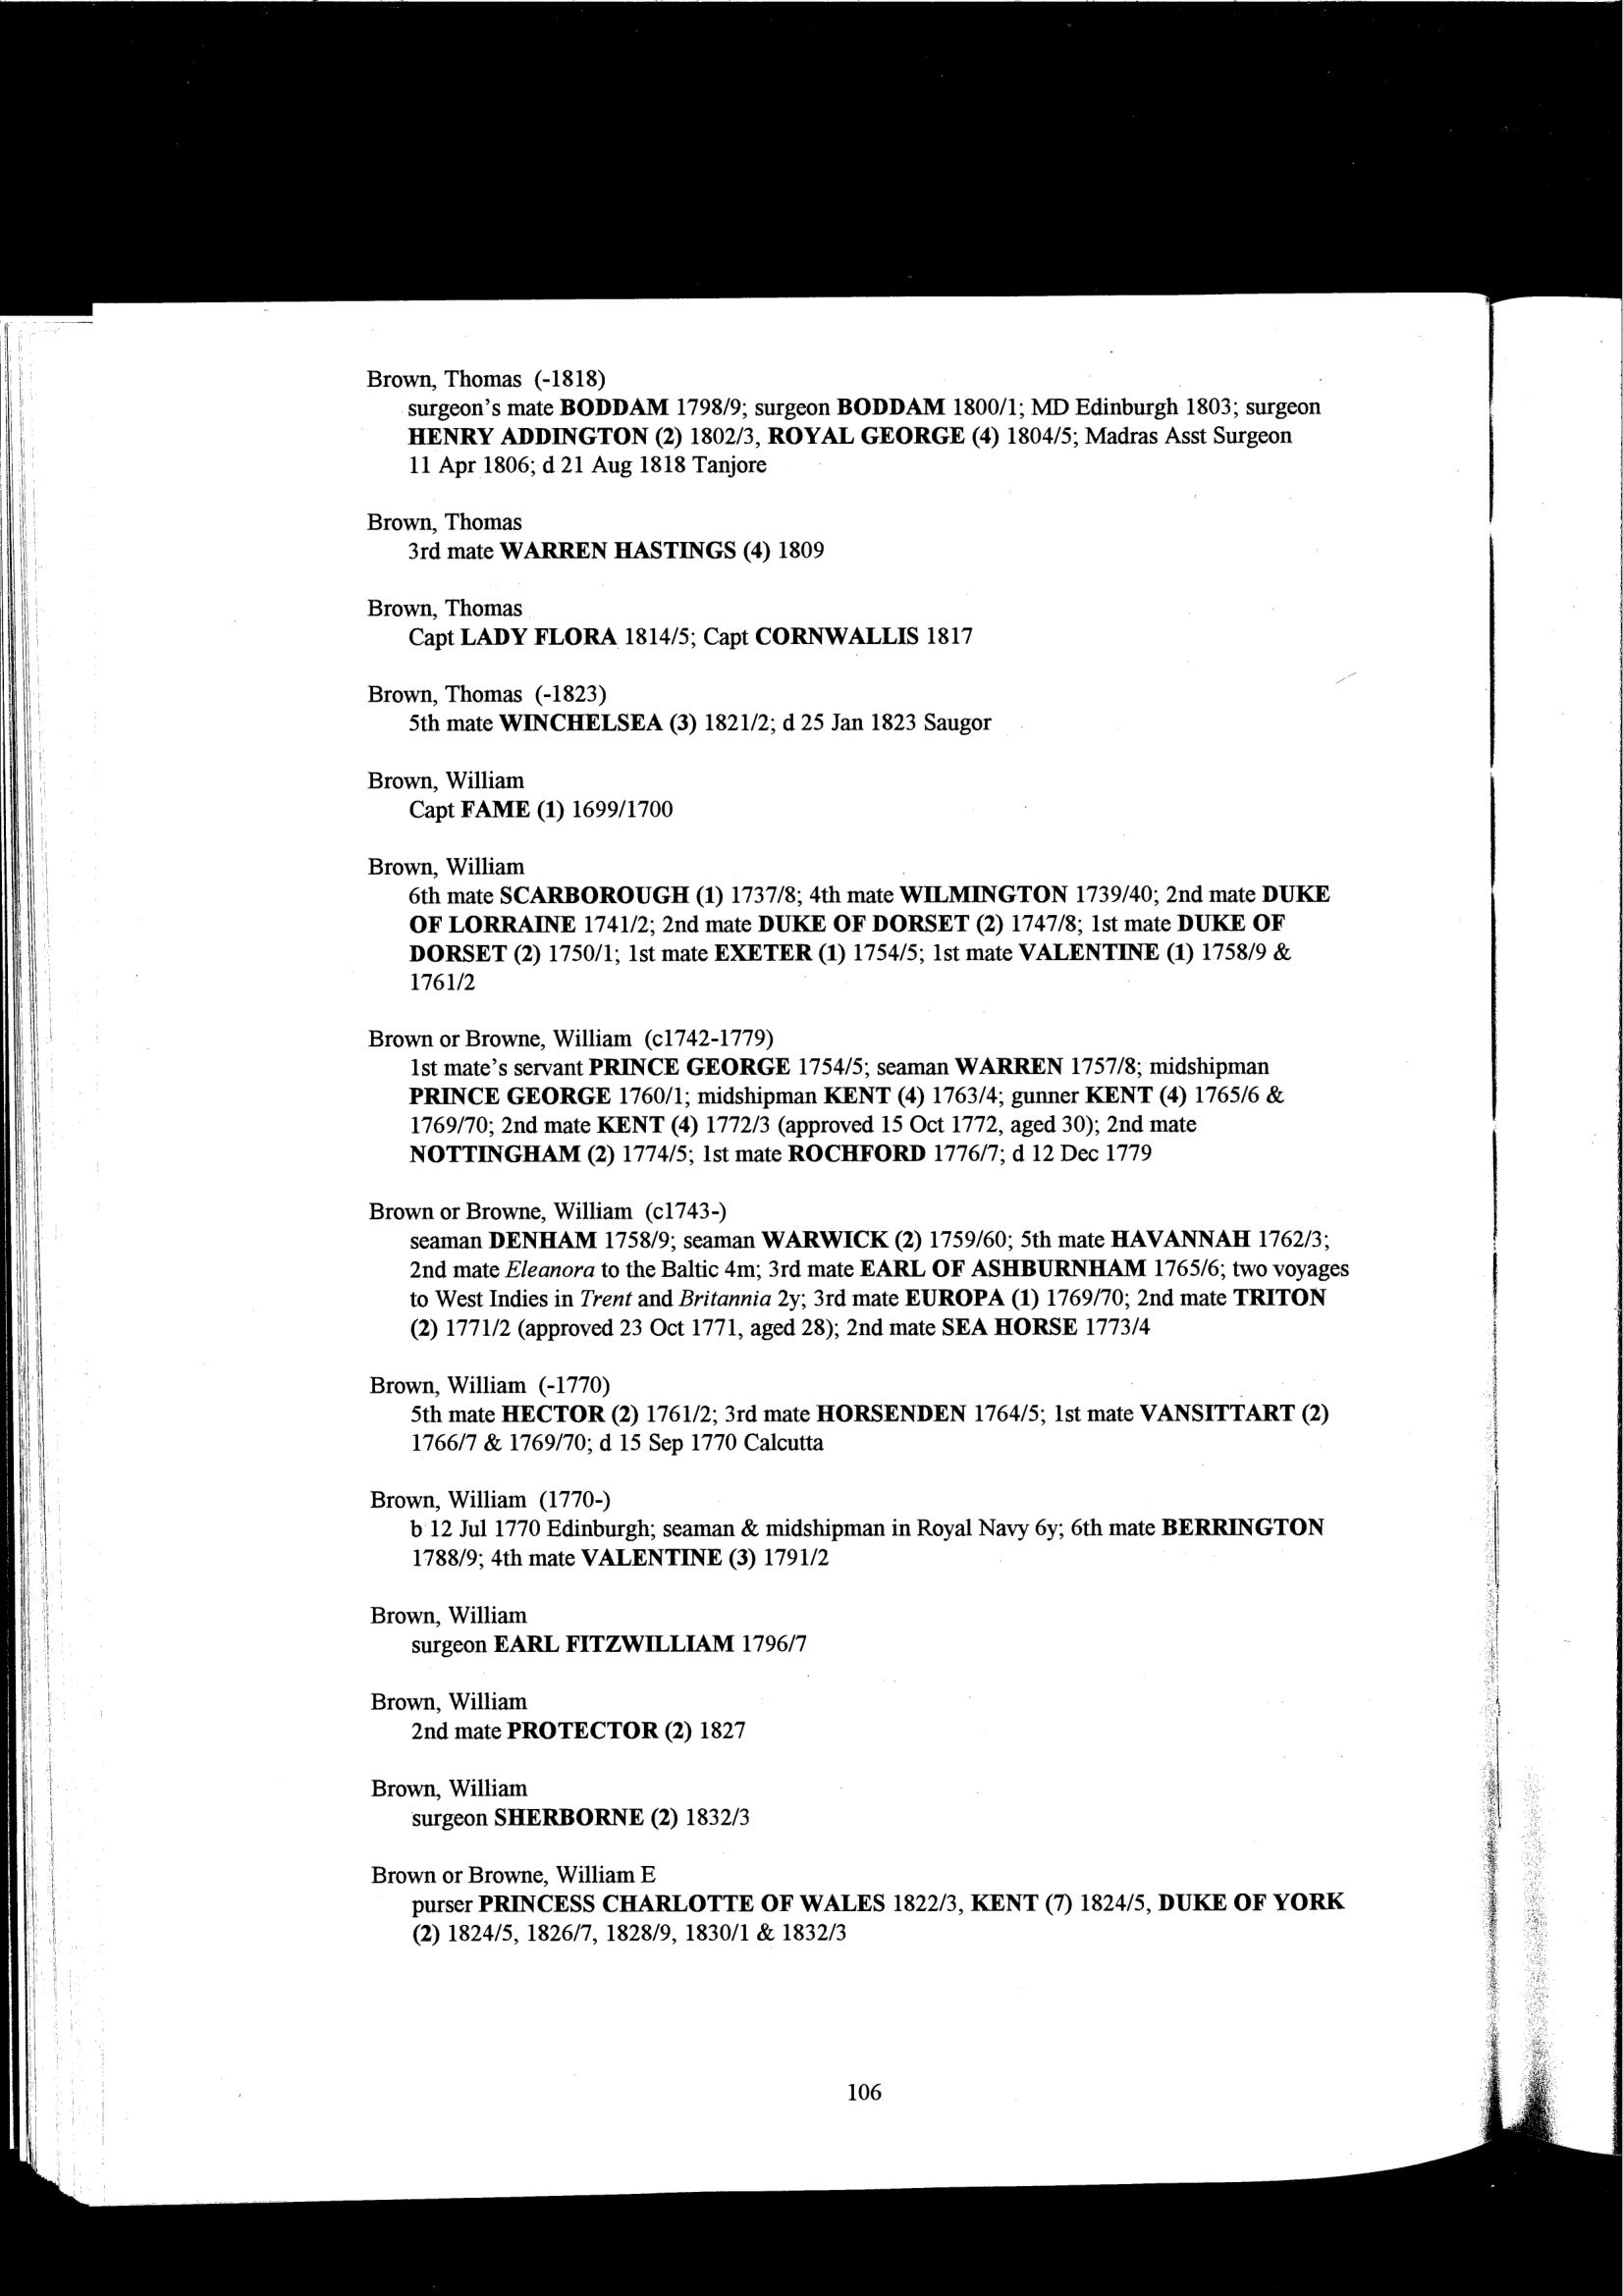 Brown, Thomas (-1818)
surgeon's mate BODDAM 1798/9; surgeon BODDAM 1800/1; MD Edinburgh 1803; surgeon
HENRY ADDINGTON (2) 1802/3, ROYAL GEORGE (4) 1804/5; Madras Asst Surgeon
11 Apr 1806; d 21 Aug 1818 Tanjore
Brown, Thomas
3rd mate WARREN HASTINGS (4) 1809
Brown, Thomas
Capt LADY FLORA 1814/5; Capt CORNWALLIS 1817
Brown, Thomas (-1823)
5th mate WINCHELSEA (3) 1821/2; d 25 Jan 1823 Saugor
Brown, William
Capt FAME (1) 1699/1700
Brown, William
6th mate SCARBOROUGH (1) 1737/8; 4th mate WILMINGTON 1739/40; 2nd mate DUKE
OF LORRAINE 1741/2; 2nd mate DUKE OF DORSET (2) 1747/8; 1st mate DUKE OF
DORSET (2) 1750/1; 1st mate EXETER (1) 1754/5; 1st mate VALENTINE (1) 1758/9 &
1761/2
Brown or Browne, William (c1742-1779)
1st mate's servant PRINCE GEORGE 1754/5; seaman WARREN 1757/8; midshipman
PRINCE GEORGE 1760/1; midshipman KENT (4) 1763/4; gunner KENT (4) 1765/6 &
1769/70; 2nd mate KENT (4) 1772/3 (approved 15 Oct 1772, aged 30); 2nd mate
NOTTINGHAM (2) 1774/5; 1st mate ROCHFORD 1776/7; d 12 Dec 1779
Brown or Browne, William (c1743-)
seaman DENHAM 1758/9; seaman WARWICK (2) 1759/60; 5th mate HAVANNAH 1762/3;
2nd mate Eleanora to the Baltic 4m; 3rd mate EARL OF ASHBURNHAM 1765/6; two voyages
to West Indies in Trent and Britannia 2y; 3rd mate EUROPA (1) 1769/70; 2nd mate TRITON
(2) 1771/2 (approved 23 Oct 1771, aged 28); 2nd mate SEA HORSE 1773/4
Brown, William (-1770)
5th mate HECTOR (2) 1761/2; 3rd mate HORSENDEN 1764/5; 1st mate VANSITTART (2)
1766/7 & 1769/70; d 15 Sep 1770 Calcutta
Brown, William (1770-)
b 12 Jul 1770 Edinburgh; seaman & midshipman in Royal Navy 6y; 6th mate BERRINGTON
1788/9; 4th mate VALENTINE (3) 1791/2
Brown, William
surgeon EARL FITZWILLIAM 1796/7
Brown, William
2nd mate PROTECTOR (2) 1827
Brown, William
surgeon SHERBORNE (2) 1832/3
Brown or Browne, William E
purser PRINCESS CHARLOTTE OF WALES 1822/3, KENT (7) 1824/5, DUKE OF YORK
(2) 1824/5, 1826/7, 1828/9, 1830/1 & 1832/3
106